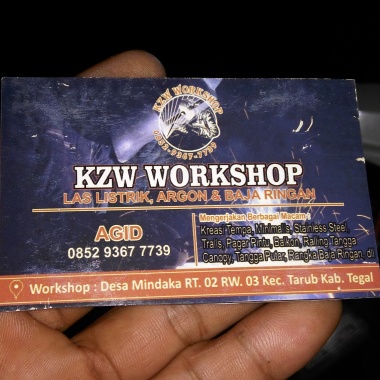 KZW WORKSHOP
0852-9367-7739
KZW WORKSHOP
LAS LISTRIK, ARGON & BAJA RINGAN
AGID
0852 9367 7739
Mengerjakan Berbagai Macam :
Kreasi Tempa, Minimalis, Stainless Steel,
Tralis, Pagar Pintu, Balkon, Railing Tangga
Canopy, Tangga Putar, Rangka Baja Ringan dll
Workshop : Desa Mindaka RT. 02 RW. 03 Kec. Tarub Kab. Tegal